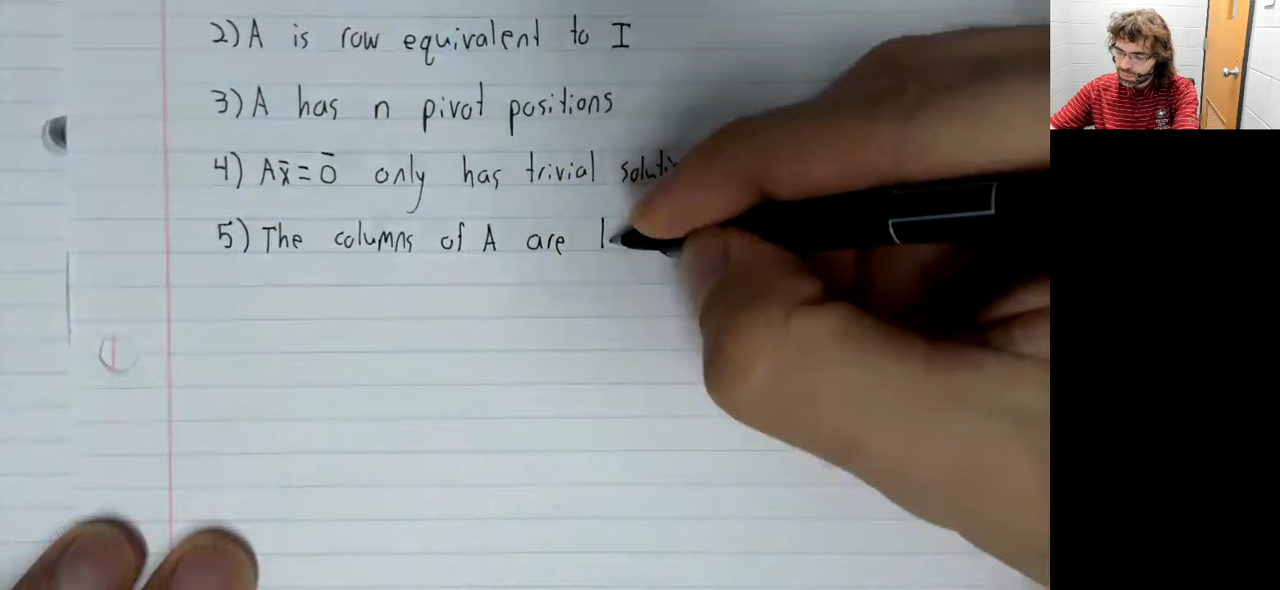 2) A is row equivalent to I
3) A has n pivot positions
4) Ax̄ = 0̄ only has trivial
5) The columns of A are